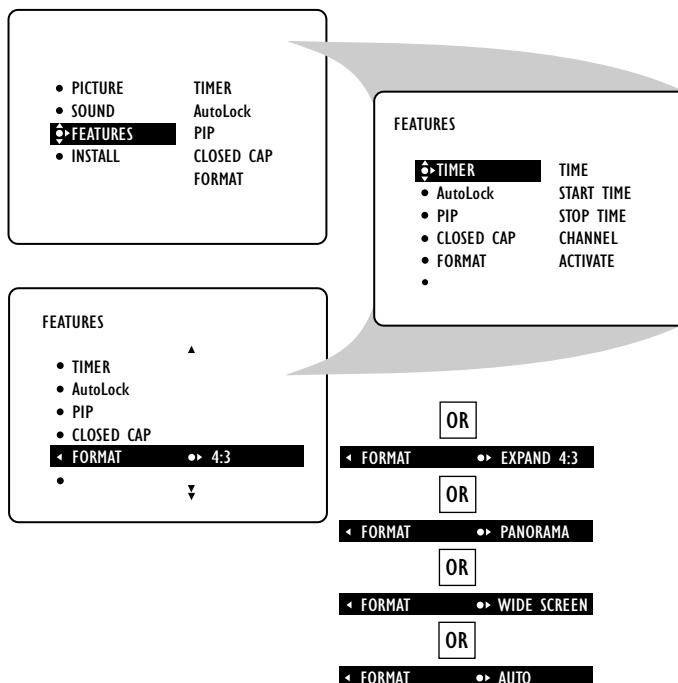 PICTURE TIMER
SOUND AutoLock
FEATURES PIP
INSTALL CLOSED CAP
FORMAT
FEATURES
TIMER TIME
AutoLock START TIME
PIP STOP TIME
CLOSED CAP CHANNEL
FORMAT ACTIVATE
FEATURES
TIMER
AutoLock
PIP
CLOSED CAP
FORMAT 4:3
OR
FORMAT EXPAND 4:3
OR
FORMAT PANORAMA
OR
FORMAT WIDE SCREEN
OR
FORMAT AUTO